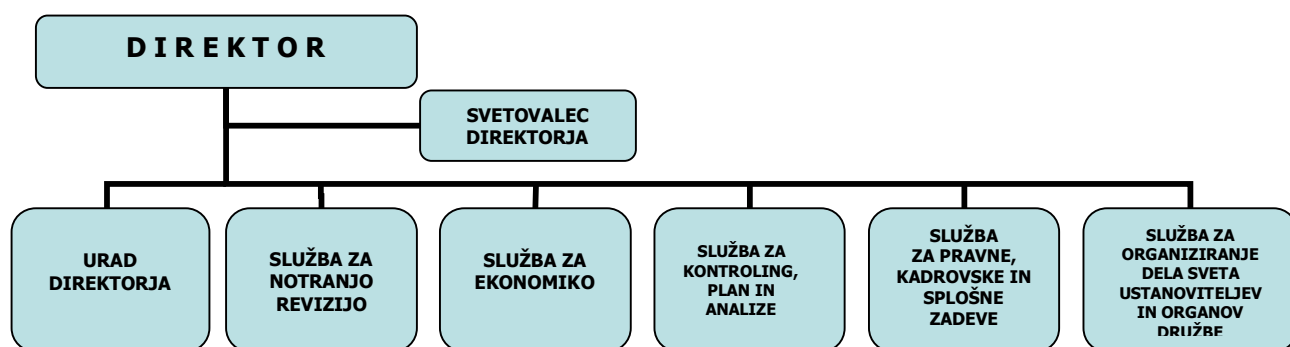 D I R E K T O R
SVETOVALEC
DIREKTORJA
URAD
DIREKTORJA
SLUŽBA ZA
NOTRANJO
REVIZIJO
SLUŽBA ZA
EKONOMIKO
SLUŽBA ZA
KONTROLING,
PLAN IN
ANALIZE
SLUŽBA
ZA PRAVNE,
KADROVSKE IN
SPLOŠNE
ZADEVE
SLUŽBA ZA
ORGANIZIRANJE
DELA SVETA
USTANOVITELJEV
IN ORGANOV
DRUŽBE